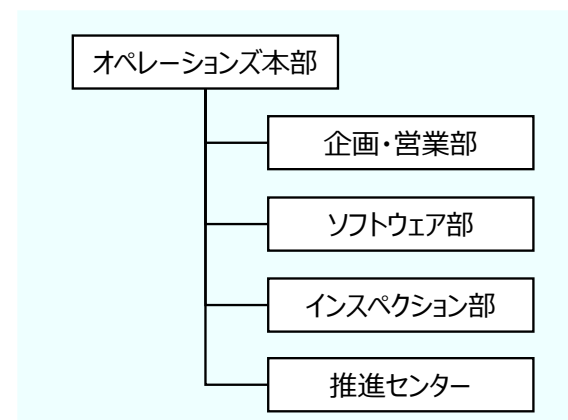 オペレーションズ本部
企画・営業部
ソフトウェア部
インスペクション部
推進センター